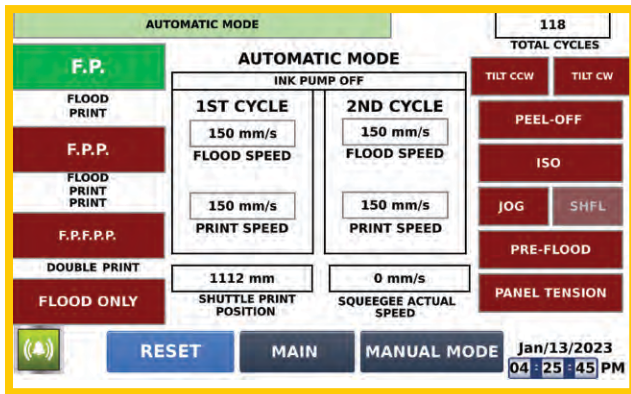 AUTOMATIC MODE
118
TOTAL CYCLES
F.P.
FLOOD
PRINT
F.P.P.
FLOOD
PRINT
PRINT
F.P.F.P.P.
DOUBLE PRINT
FLOOD ONLY
AUTOMATIC MODE
INK PUMP OFF
1ST CYCLE
150 mm/s
FLOOD SPEED
150 mm/s
PRINT SPEED
2ND CYCLE
150 mm/s
FLOOD SPEED
150 mm/s
PRINT SPEED
1112 mm
SHUTTLE PRINT
POSITION
0 mm/s
SQUEEGEE ACTUAL
SPEED
TILT CCW TILT CW
PEEL-OFF
ISO
JOG SHFL
PRE-FLOOD
PANEL TENSION
RESET MAIN MANUAL MODE
Jan/13/2023
04 : 25 : 45 PM